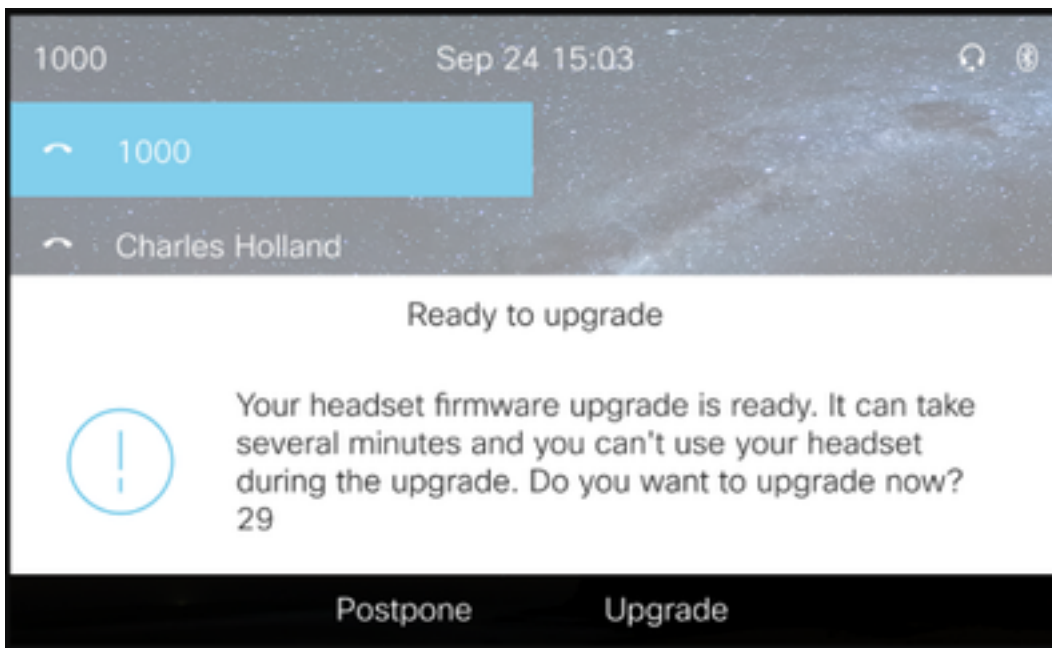 1000
Sep 24 15:03
1000
Charles Holland
Ready to upgrade
Your headset firmware upgrade is ready. It can take
several minutes and you can't use your headset
during the upgrade. Do you want to upgrade now?
29
Postpone
Upgrade